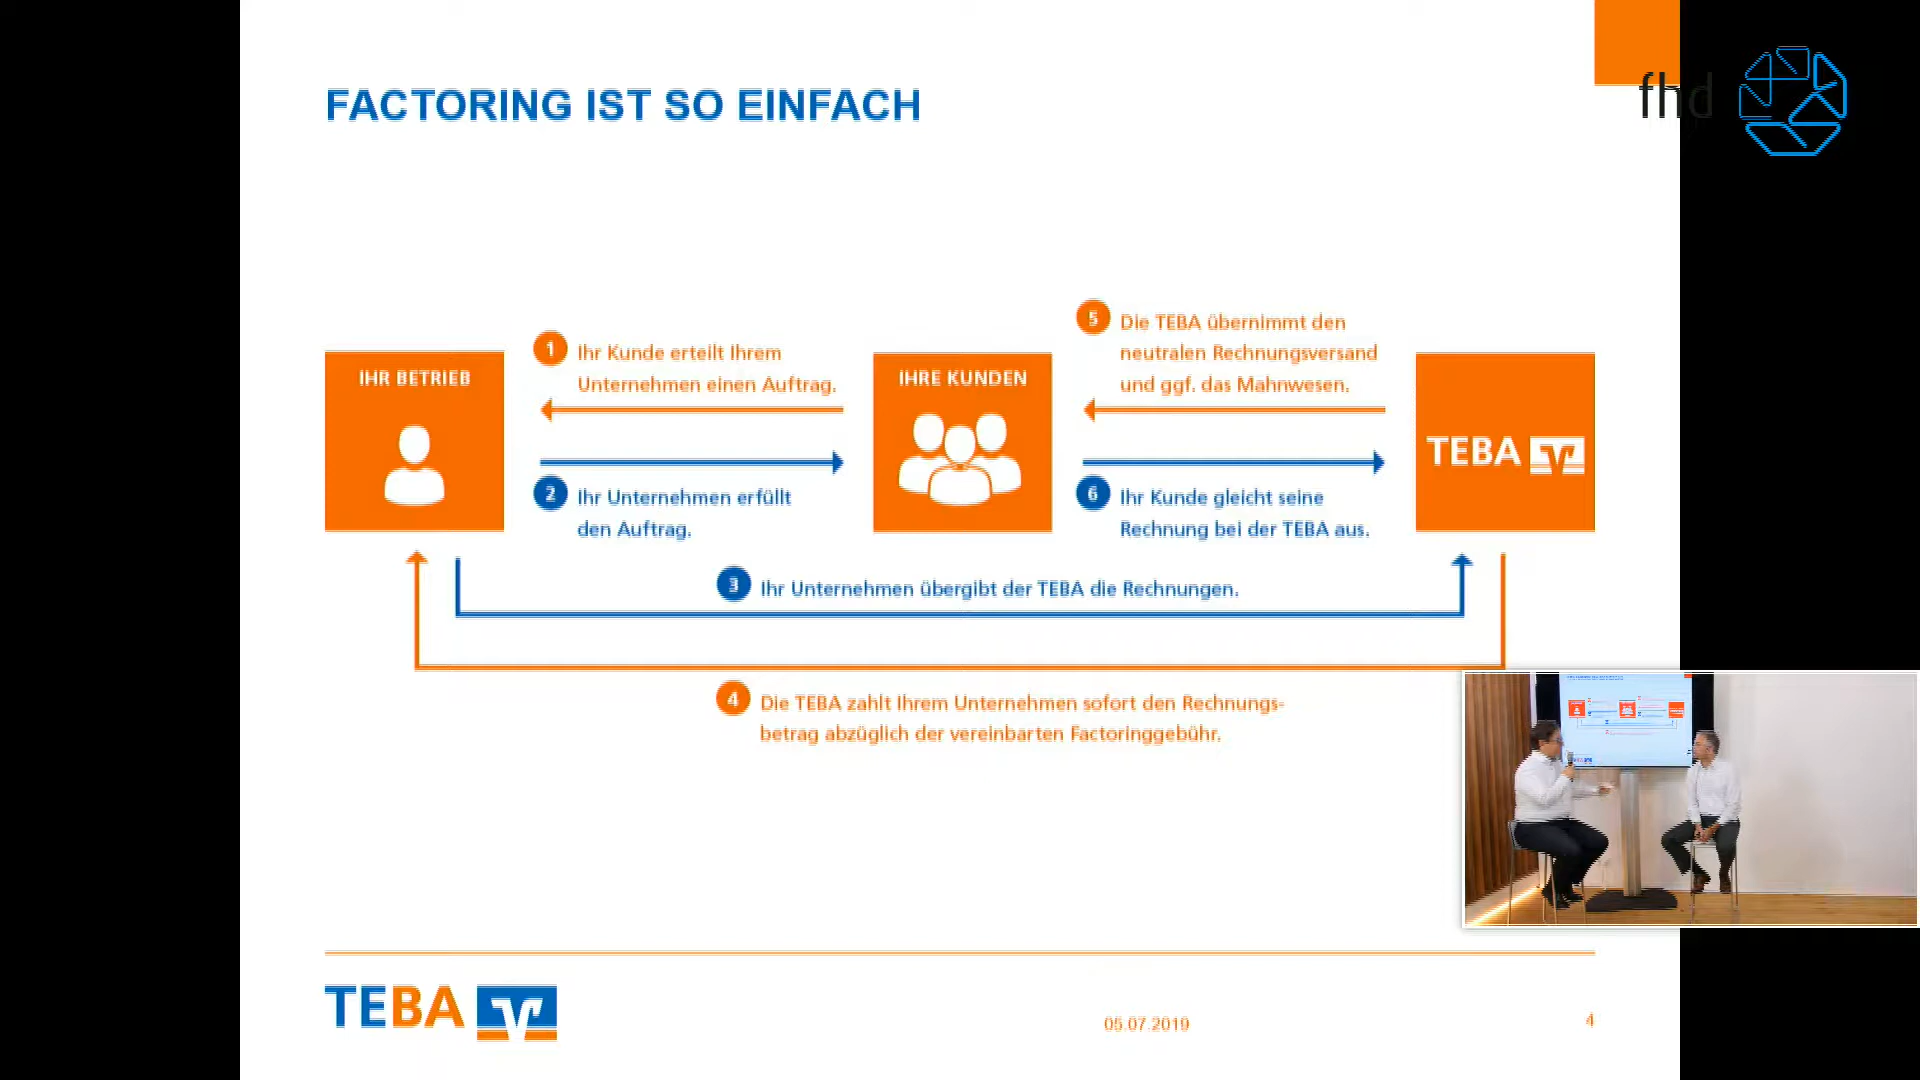 FACTORING IST SO EINFACH
fhd
IHR BETRIEB
1 Ihr Kunde erteilt Ihrem
Unternehmen einen Auftrag.
2 Ihr Unternehmen erfüllt
den Auftrag.
IHRE KUNDEN
5 Die TEBA übernimmt den
neutralen Rechnungsversand
und ggf. das Mahnwesen.
6 Ihr Kunde gleicht seine
Rechnung bei der TEBA aus.
TEBA
3 Ihr Unternehmen übergibt der TEBA die Rechnungen.
4 Die TEBA zahlt Ihrem Unternehmen sofort den Rechnungs-
betrag abzüglich der vereinbarten Factoringgebühr.
TEBA
05.07.2019
4